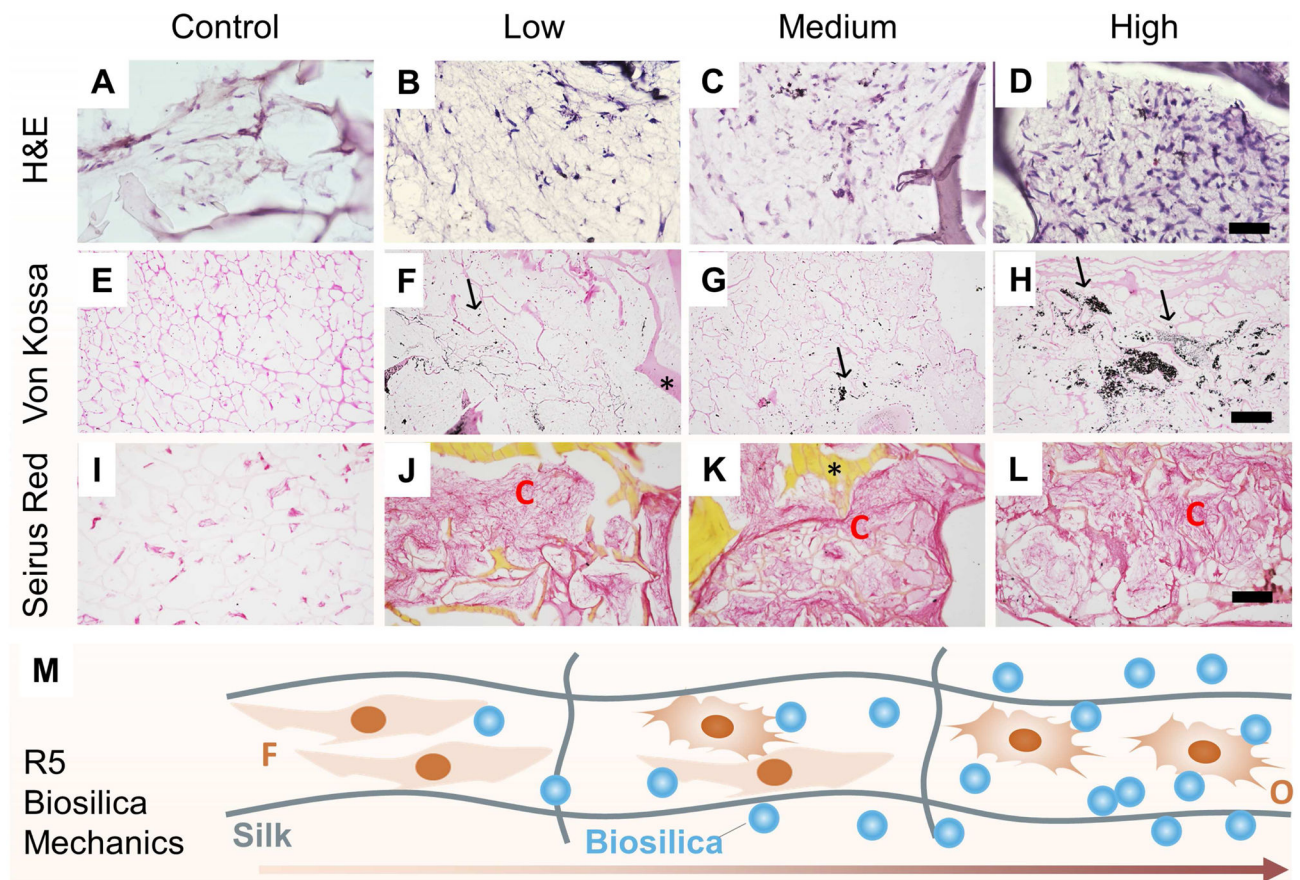 Control Low Medium High
H&E
A B C D
Von Kossa
E F G H
*
Seirus Red
I J K L
C * C C
M
R5
Biosilica
Mechanics
F
O
Silk
Biosilica